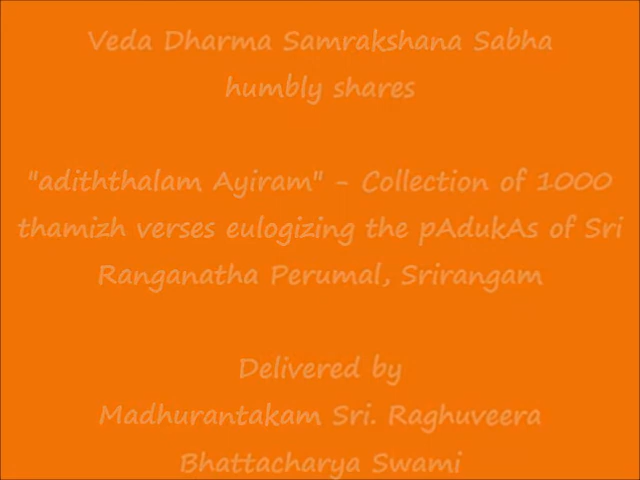 Veda Dharma Samrakshana Sabha
humbly shares
"adiththalam Ayiram" - Collection of 1000
thamizh verses eulogizing the pAdukAs of Sri
Ranganatha Perumal, Srirangam
Delivered by
Madhurantakam Sri. Raghuveera
Bhattacharya Swami